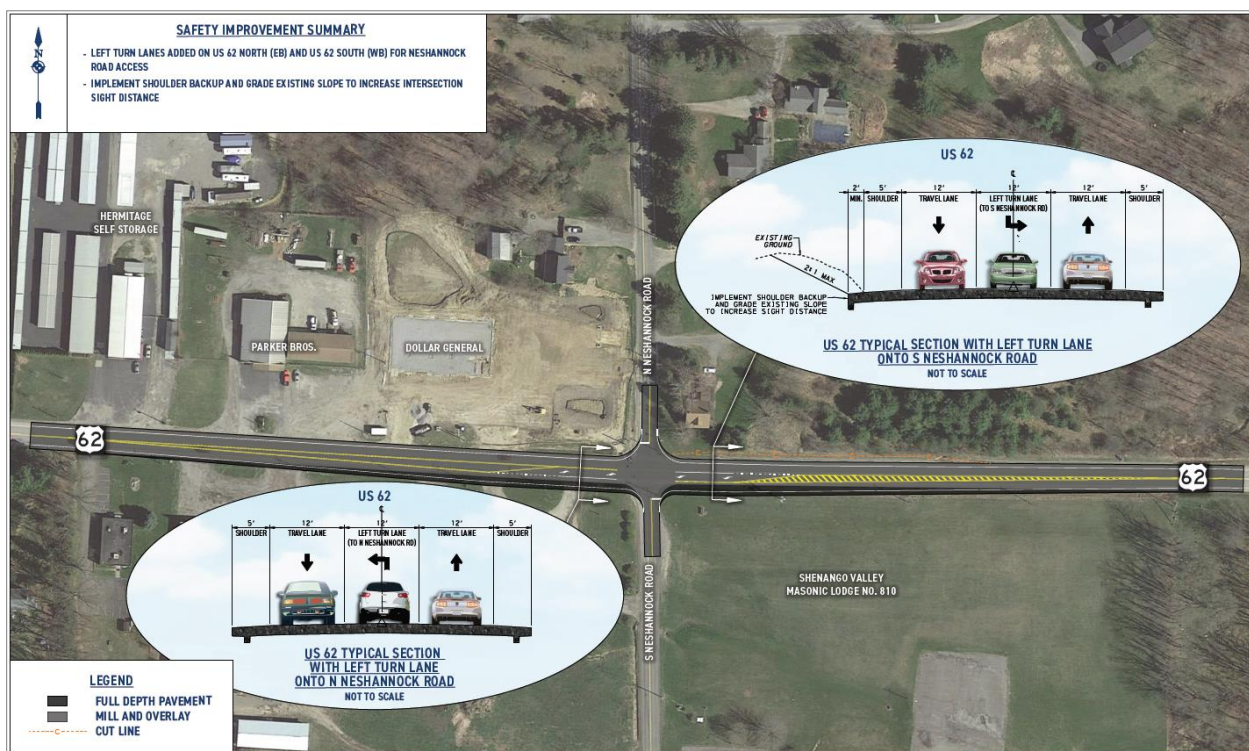 SAFETY IMPROVEMENT SUMMARY
- LEFT TURN LANES ADDED ON US 62 NORTH (EB) AND US 62 SOUTH (WB) FOR NESHANNOCK
ROAD ACCESS
- IMPLEMENT SHOULDER BACKUP AND GRADE EXISTING SLOPE TO INCREASE INTERSECTION
SIGHT DISTANCE
N
HERMITAGE
SELF STORAGE
PARKER BROS.
DOLLAR GENERAL
N NESHANNOCK ROAD
US 62
2' 5' 12' 12' 12' 5'
MIN. SHOULDER TRAVEL LANE LEFT TURN LANE TRAVEL LANE SHOULDER
(TO S NESHANNOCK RD)
EXISTING
GROUND
2:1 MAX
IMPLEMENT SHOULDER BACKUP
AND GRADE EXISTING SLOPE
TO INCREASE SIGHT DISTANCE
US 62 TYPICAL SECTION WITH LEFT TURN LANE
ONTO S NESHANNOCK ROAD
NOT TO SCALE
62
62
US 62
5' 12' 12' 12' 5'
SHOULDER TRAVEL LANE LEFT TURN LANE TRAVEL LANE SHOULDER
(TO N NESHANNOCK RD)
US 62 TYPICAL SECTION
WITH LEFT TURN LANE
ONTO N NESHANNOCK ROAD
NOT TO SCALE
S NESHANNOCK ROAD
SHENANGO VALLEY
MASONIC LODGE NO. 810
LEGEND
FULL DEPTH PAVEMENT
MILL AND OVERLAY
C CUT LINE